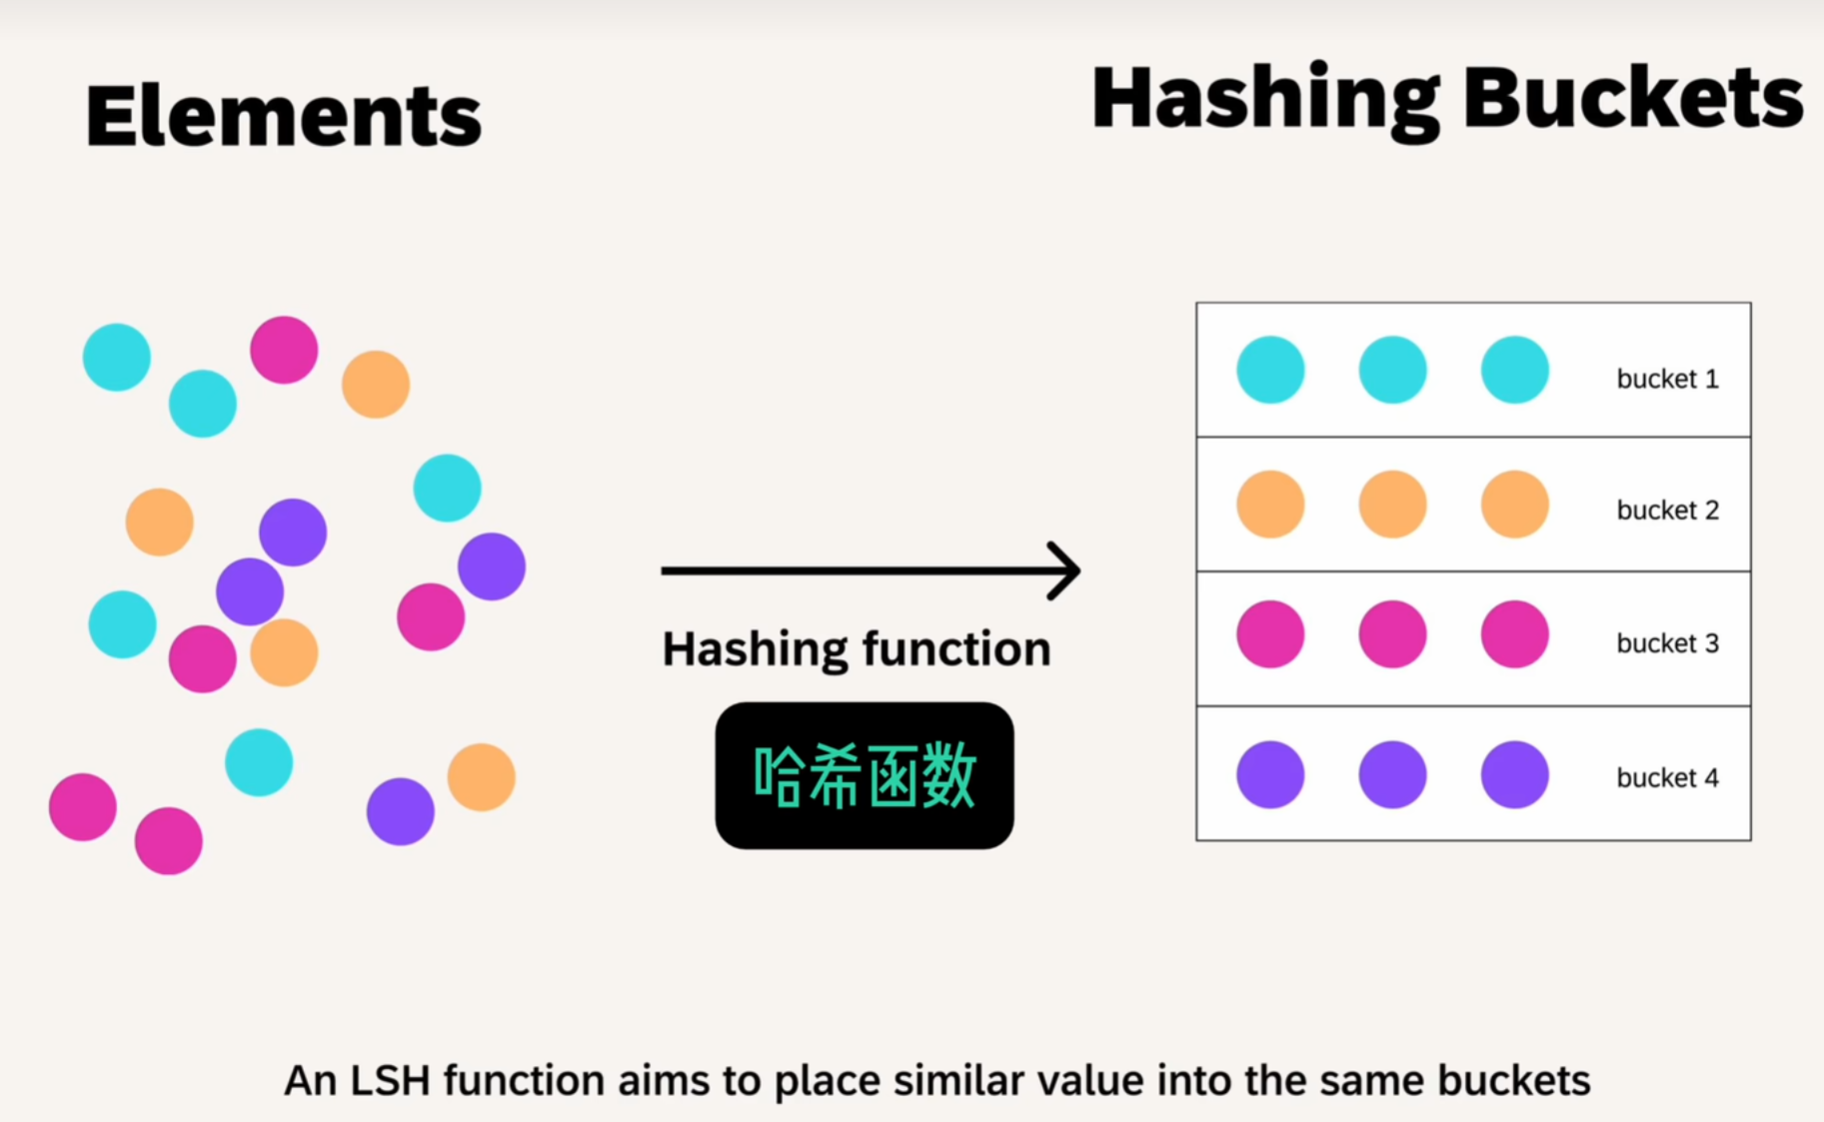 Elements
Hashing Buckets
bucket 1
bucket 2
bucket 3
bucket 4
Hashing function
哈希函数
An LSH function aims to place similar value into the same buckets